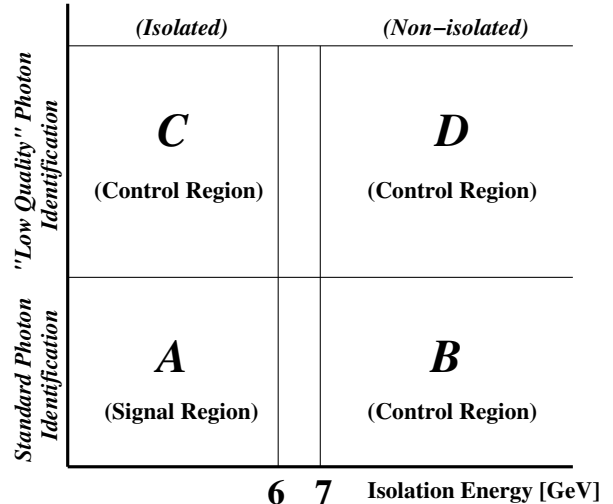 (Isolated)
(Non−isolated)
"Low Quality" Photon
Identification
C
(Control Region)
D
(Control Region)
Standard Photon
Identification
A
(Signal Region)
B
(Control Region)
6
7
Isolation Energy [GeV]